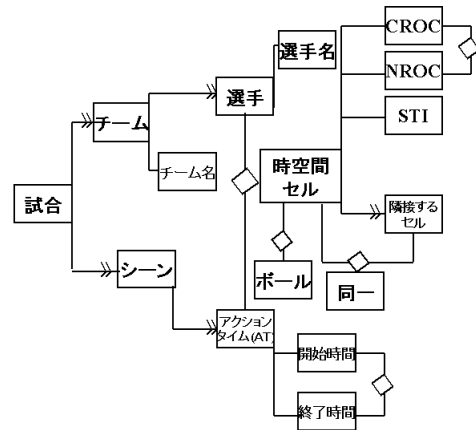 CROC
選手名
NROC
選手
チーム
STI
チーム名
時空間
セル
試合
隣接する
セル
シーン
ボール
同一
アクション
タイム(AT)
開始時間
終了時間